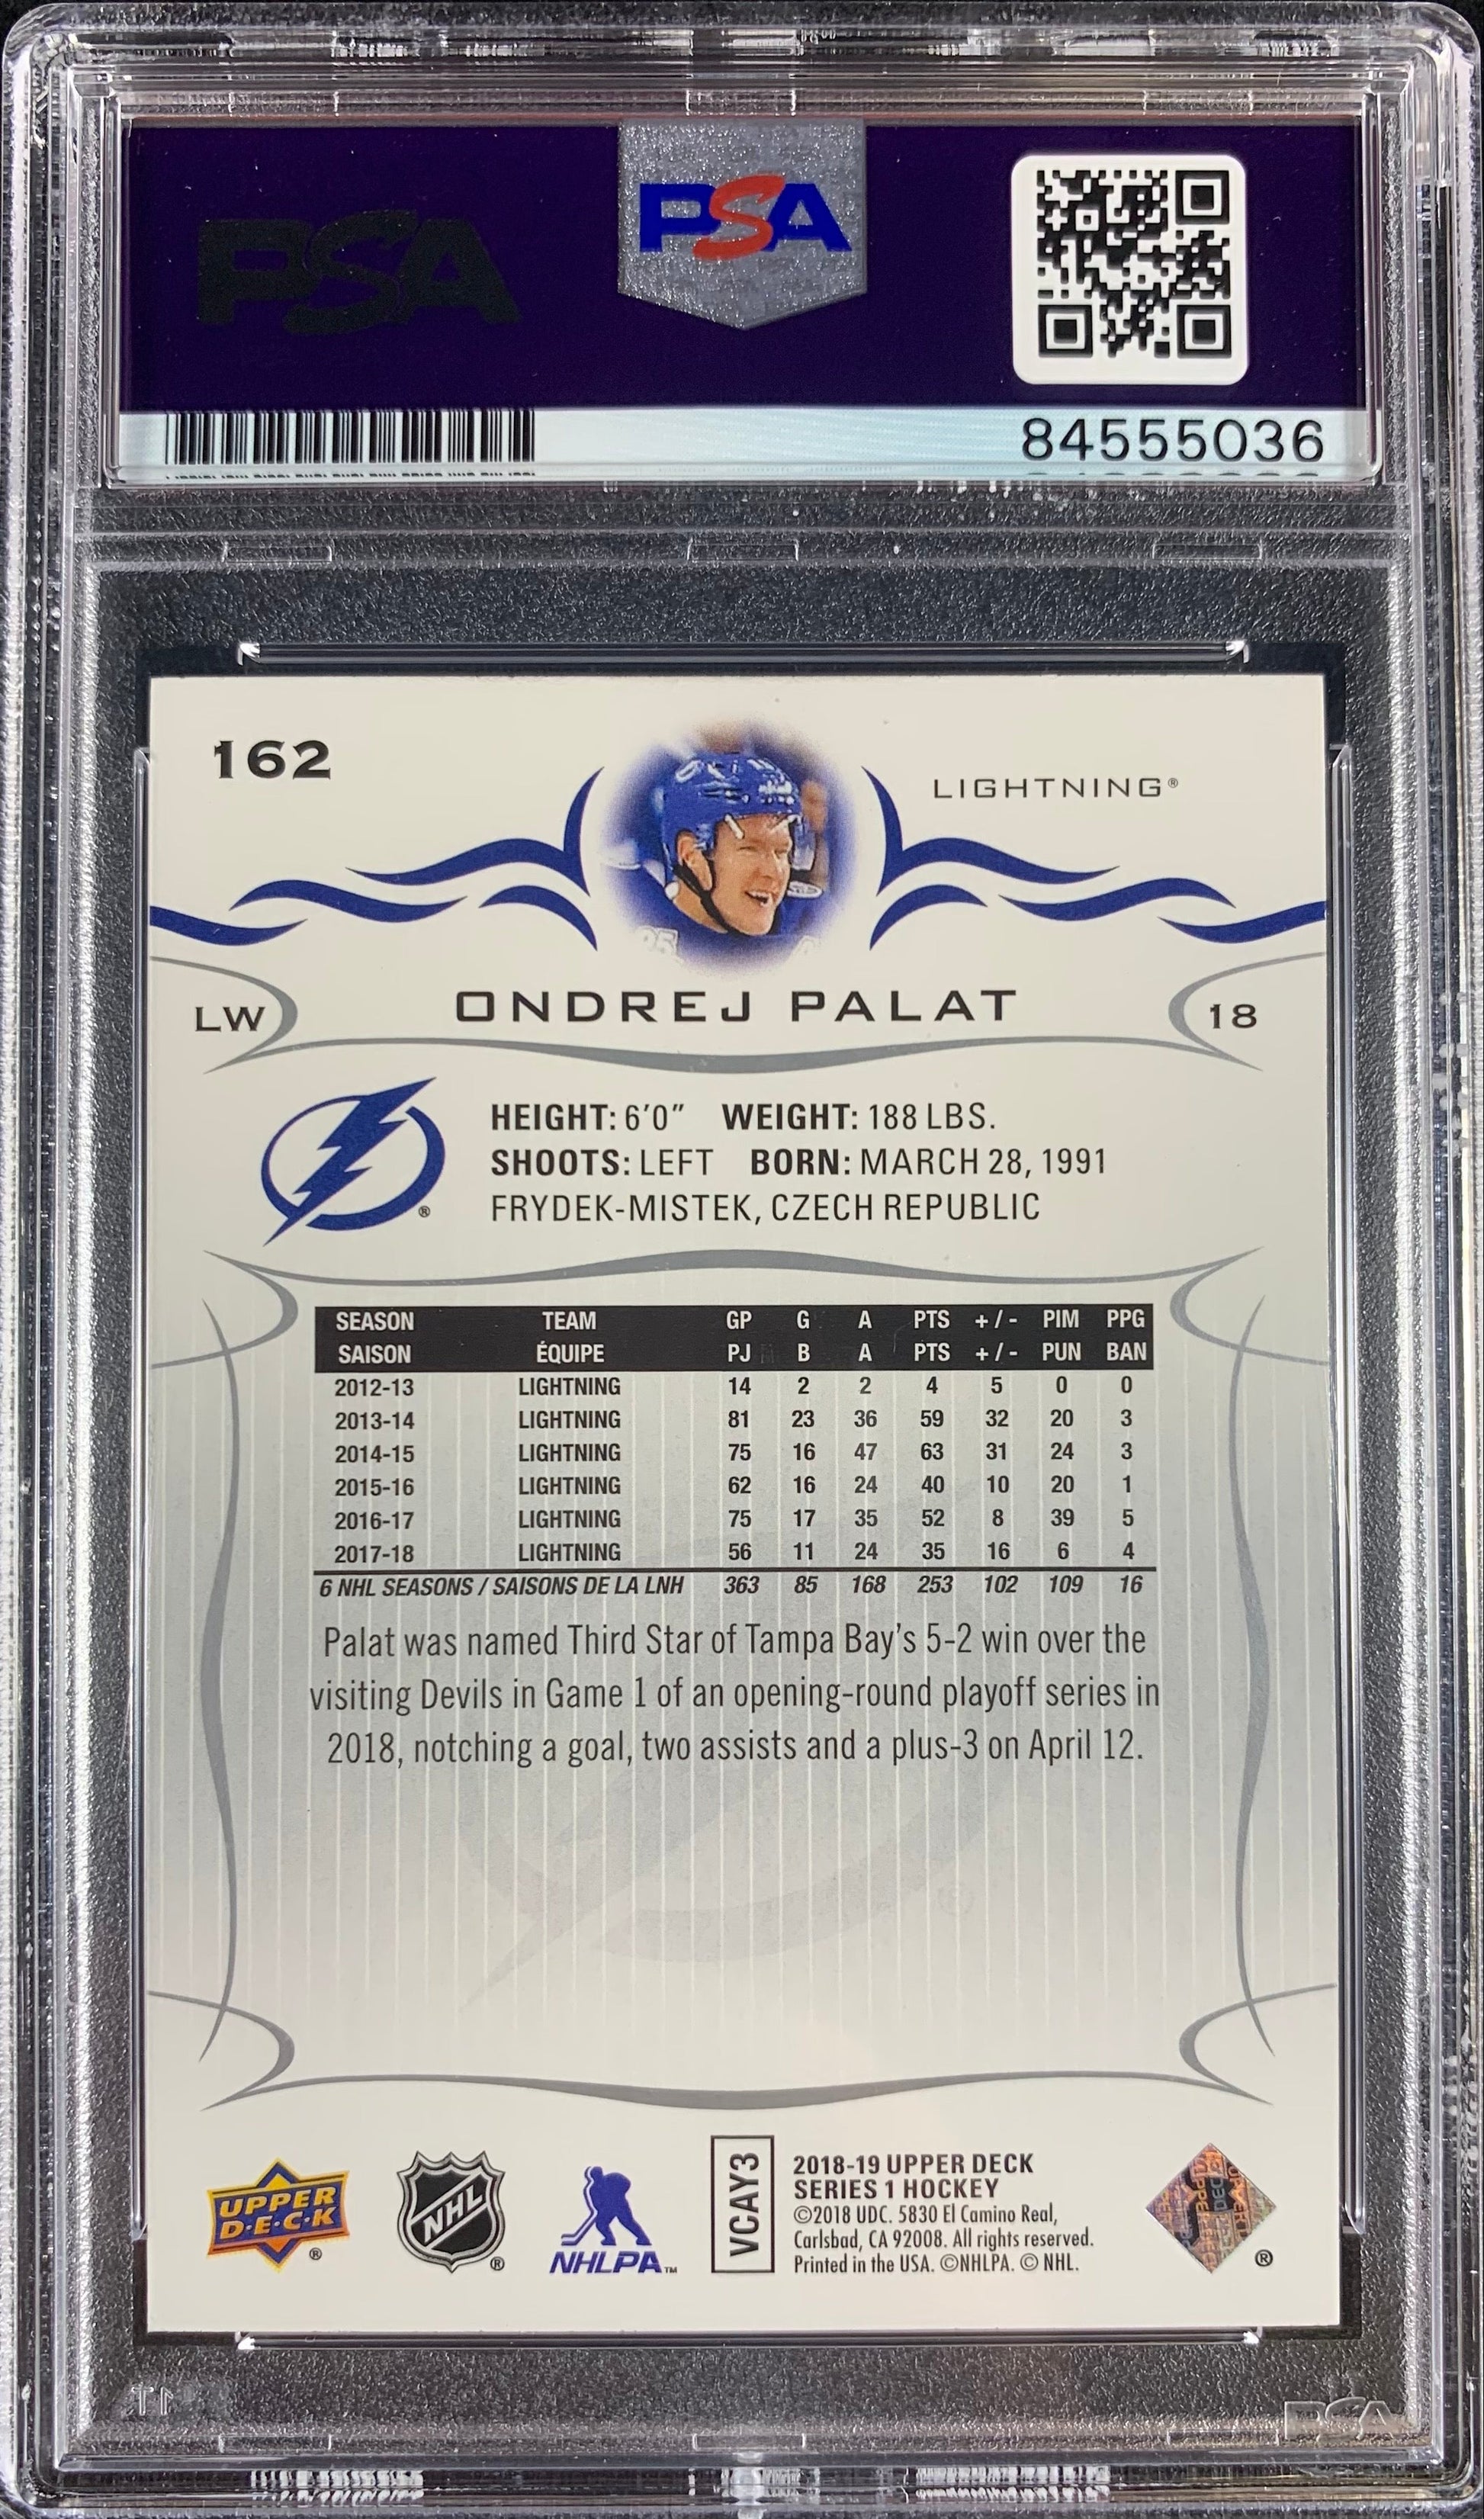 PSA
PSA
84555036
162
LIGHTNING®
LW
ONDREJ PALAT
18
HEIGHT: 6'0" WEIGHT: 188 LBS.
SHOOTS: LEFT BORN: MARCH 28, 1991
FRYDEK-MISTEK, CZECH REPUBLIC
®
SEASON TEAM GP G A PTS +/- PIM PPG
SAISON ÉQUIPE PJ B A PTS +/- PUN BAN
2012-13 LIGHTNING 14 2 2 4 5 0 0
2013-14 LIGHTNING 81 23 36 59 32 20 3
2014-15 LIGHTNING 75 16 47 63 31 24 3
2015-16 LIGHTNING 62 16 24 40 10 20 1
2016-17 LIGHTNING 75 17 35 52 8 39 5
2017-18 LIGHTNING 56 11 24 35 16 6 4
6 NHL SEASONS / SAISONS DE LA LNH 363 85 168 253 102 109 16
Palat was named Third Star of Tampa Bay's 5-2 win over the
visiting Devils in Game 1 of an opening-round playoff series in
2018, notching a goal, two assists and a plus-3 on April 12.
UPPER
D·E·C·K
®
NHL
®
NHLPA™
VCAY3
2018-19 UPPER DECK
SERIES 1 HOCKEY
©2018 UDC. 5830 El Camino Real,
Carlsbad, CA 92008. All rights reserved.
Printed in the USA. ©NHLPA. © NHL.
®
PSA